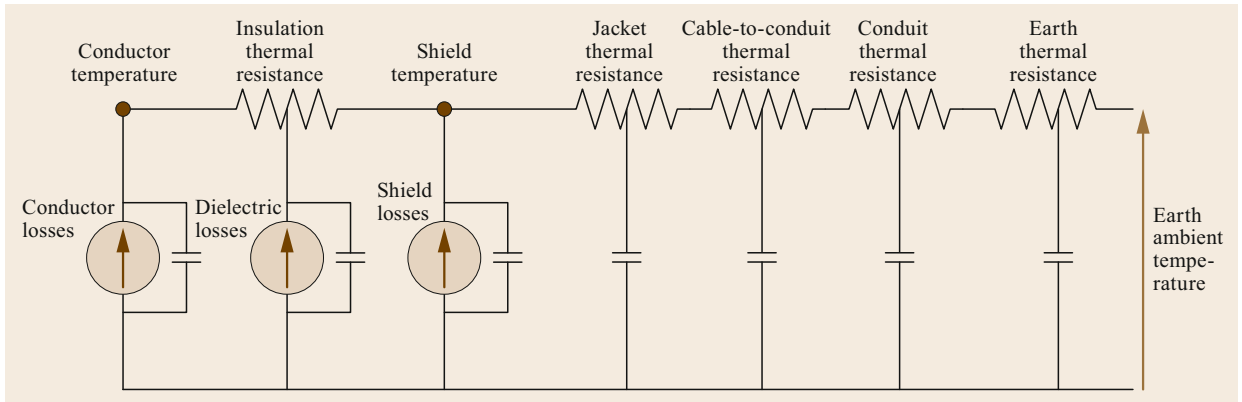 Conductor
temperature
Insulation
thermal
resistance
Shield
temperature
Jacket
thermal
resistance
Cable-to-conduit
thermal
resistance
Conduit
thermal
resistance
Earth
thermal
resistance
Conductor
losses
Dielectric
losses
Shield
losses
Earth
ambient
tempe-
rature